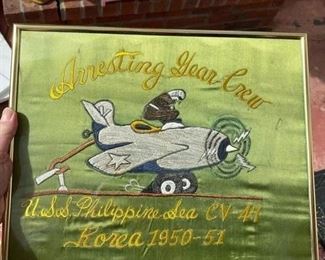 Arresting Gear Crew
U.S.S. Philippine Sea CV-47
Korea 1950-51